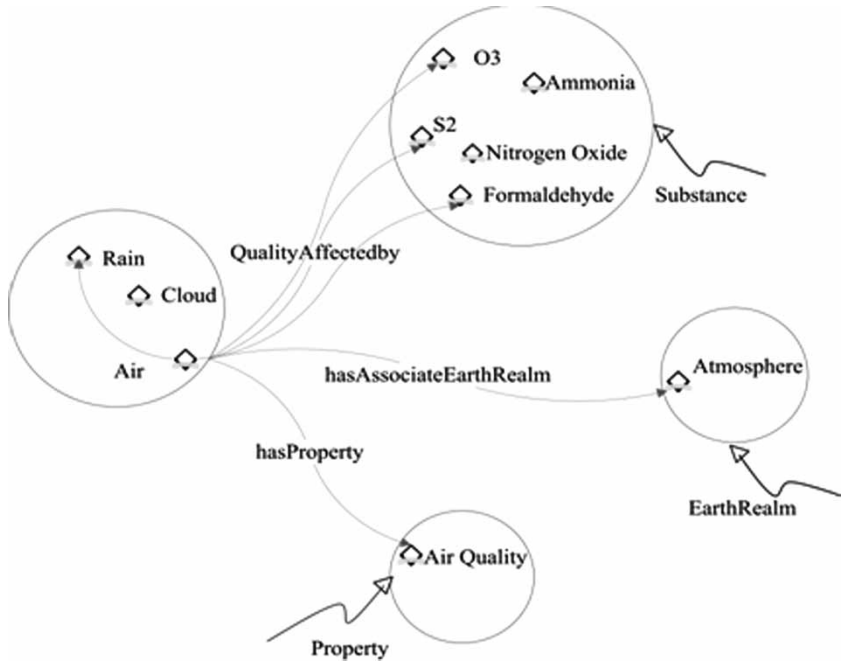 O3
Ammonia
S2
Nitrogen Oxide
Formaldehyde
Substance
QualityAffectedby
Rain
Cloud
Air
hasAssociateEarthRealm
Atmosphere
hasProperty
EarthRealm
Air Quality
Property